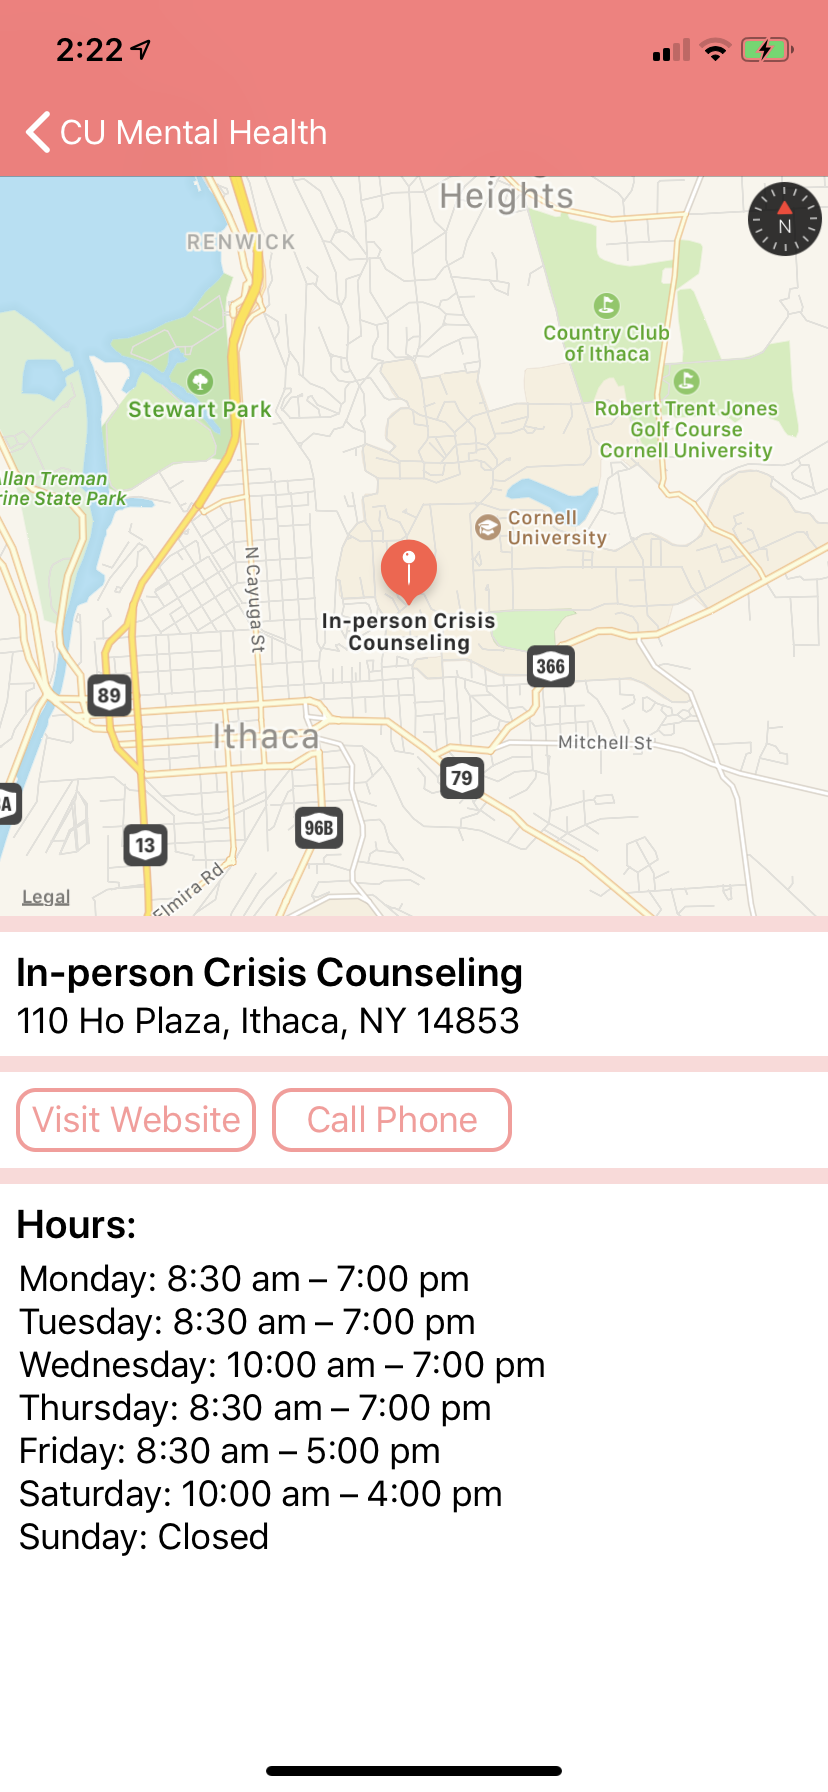 2:22
CU Mental Health
Heights
N
RENWICK
Country Club
of Ithaca
Stewart Park
Robert Trent Jones
Golf Course
Cornell University
llan Treman
rine State Park
Cornell
University
N Cayuga St
In-person Crisis
Counseling
366
89
Ithaca
Mitchell St
79
A
96B
13
Elmira Rd
Legal
In-person Crisis Counseling
110 Ho Plaza, Ithaca, NY 14853
Visit Website
Call Phone
Hours:
Monday: 8:30 am – 7:00 pm
Tuesday: 8:30 am – 7:00 pm
Wednesday: 10:00 am – 7:00 pm
Thursday: 8:30 am – 7:00 pm
Friday: 8:30 am – 5:00 pm
Saturday: 10:00 am – 4:00 pm
Sunday: Closed